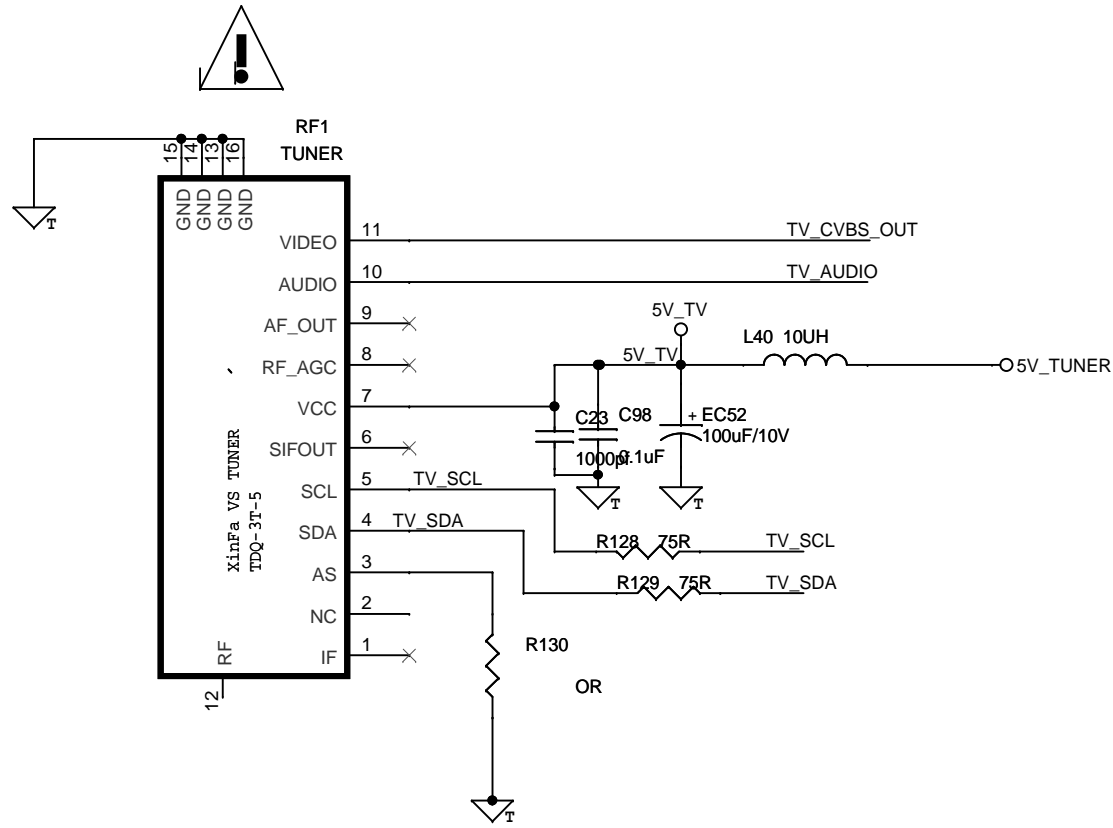 RF1
TUNER
15
14
13
16
GND
GND
GND
GND
T
VIDEO
11
TV_CVBS_OUT
AUDIO
10
TV_AUDIO
AF_OUT
9
5V_TV
L40 10UH
RF_AGC
8
5V_TV
5V_TUNER
VCC
7
C23
C98
+ EC52
100uF/10V
SIFOUT
6
1000pf
0.1uF
SCL
5
TV_SCL
T
T
SDA
4
TV_SDA
R128 75R
TV_SCL
AS
3
R129 75R
TV_SDA
NC
2
IF
1
R130
OR
XinFa VS TUNER
TDQ-3T-5
RF
12
T